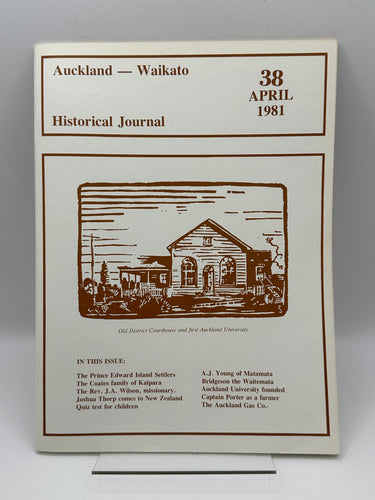 Auckland — Waikato
Historical Journal
38
APRIL
1981
Old District Courthouse and first Auckland University.
IN THIS ISSUE:
The Prince Edward Island Settlers
The Coates family of Kaipara
The Rev. J.A. Wilson, missionary.
Joshua Thorp comes to New Zealand
Quiz test for children
A.J. Young of Matamata
Bridgeson the Waitemata
Auckland University founded
Captain Porter as a farmer
The Auckland Gas Co.